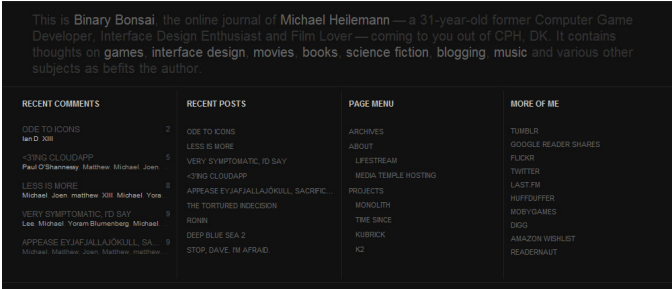 This is Binary Bonsai, the online journal of Michael Heilemann — a 31-year-old former Computer Game
Developer, Interface Design Enthusiast and Film Lover — coming to you out of CPH, DK. It contains
thoughts on games, interface design, movies, books, science fiction, blogging, music and various other
subjects as befits the author.
RECENT COMMENTS
ODE TO ICONS 2
Ian D. XIII
<3'ING CLOUDAPP 5
Paul O'Shannessy Matthew Michael Joen
LESS IS MORE 8
Michael Joen matthew XIII Michael Yora
VERY SYMPTOMATIC, I'D SAY 9
Lee Michael Yoram Blumenberg Michael
APPEASE EYJAFJALLAJÖKULL, SA... 9
Michael Matthew Joen Matthew matthew...
RECENT POSTS
ODE TO ICONS
LESS IS MORE
VERY SYMPTOMATIC, I'D SAY
<3'ING CLOUDAPP
APPEASE EYJAFJALLAJÖKULL, SACRIFIC...
THE TORTURED INDECISION
RONIN
DEEP BLUE SEA 2
STOP, DAVE. I'M AFRAID.
PAGE MENU
ARCHIVES
ABOUT
LIFESTREAM
MEDIA TEMPLE HOSTING
PROJECTS
MONOLITH
TIME SINCE
KUBRICK
K2
MORE OF ME
TUMBLR
GOOGLE READER SHARES
FLICKR
TWITTER
LAST.FM
HUFFDUFFER
MOBYGAMES
DIGG
AMAZON WISHLIST
READERNAUT